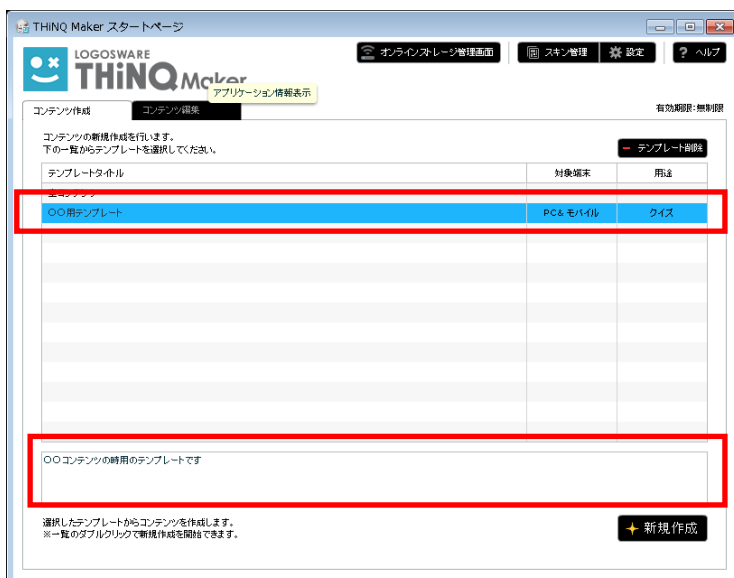 THiNQ Maker スタートページ
LOGOSWARE
THiNQ Maker
オンラインストレージ管理画面
スキン管理
設定
? ヘルプ
アプリケーション情報表示
コンテンツ作成
コンテンツ編集
有効期限:無制限
コンテンツの新規作成を行います。
下の一覧からテンプレートを選択してください。
テンプレート削除
テンプレートタイトル
対象端末
用途
〇〇用テンプレート
PC& モバイル
クイズ
〇〇コンテンツの時用のテンプレートです
選択したテンプレートからコンテンツを作成します。
※一覧のダブルクリックで新規作成を開始できます。
新規作成